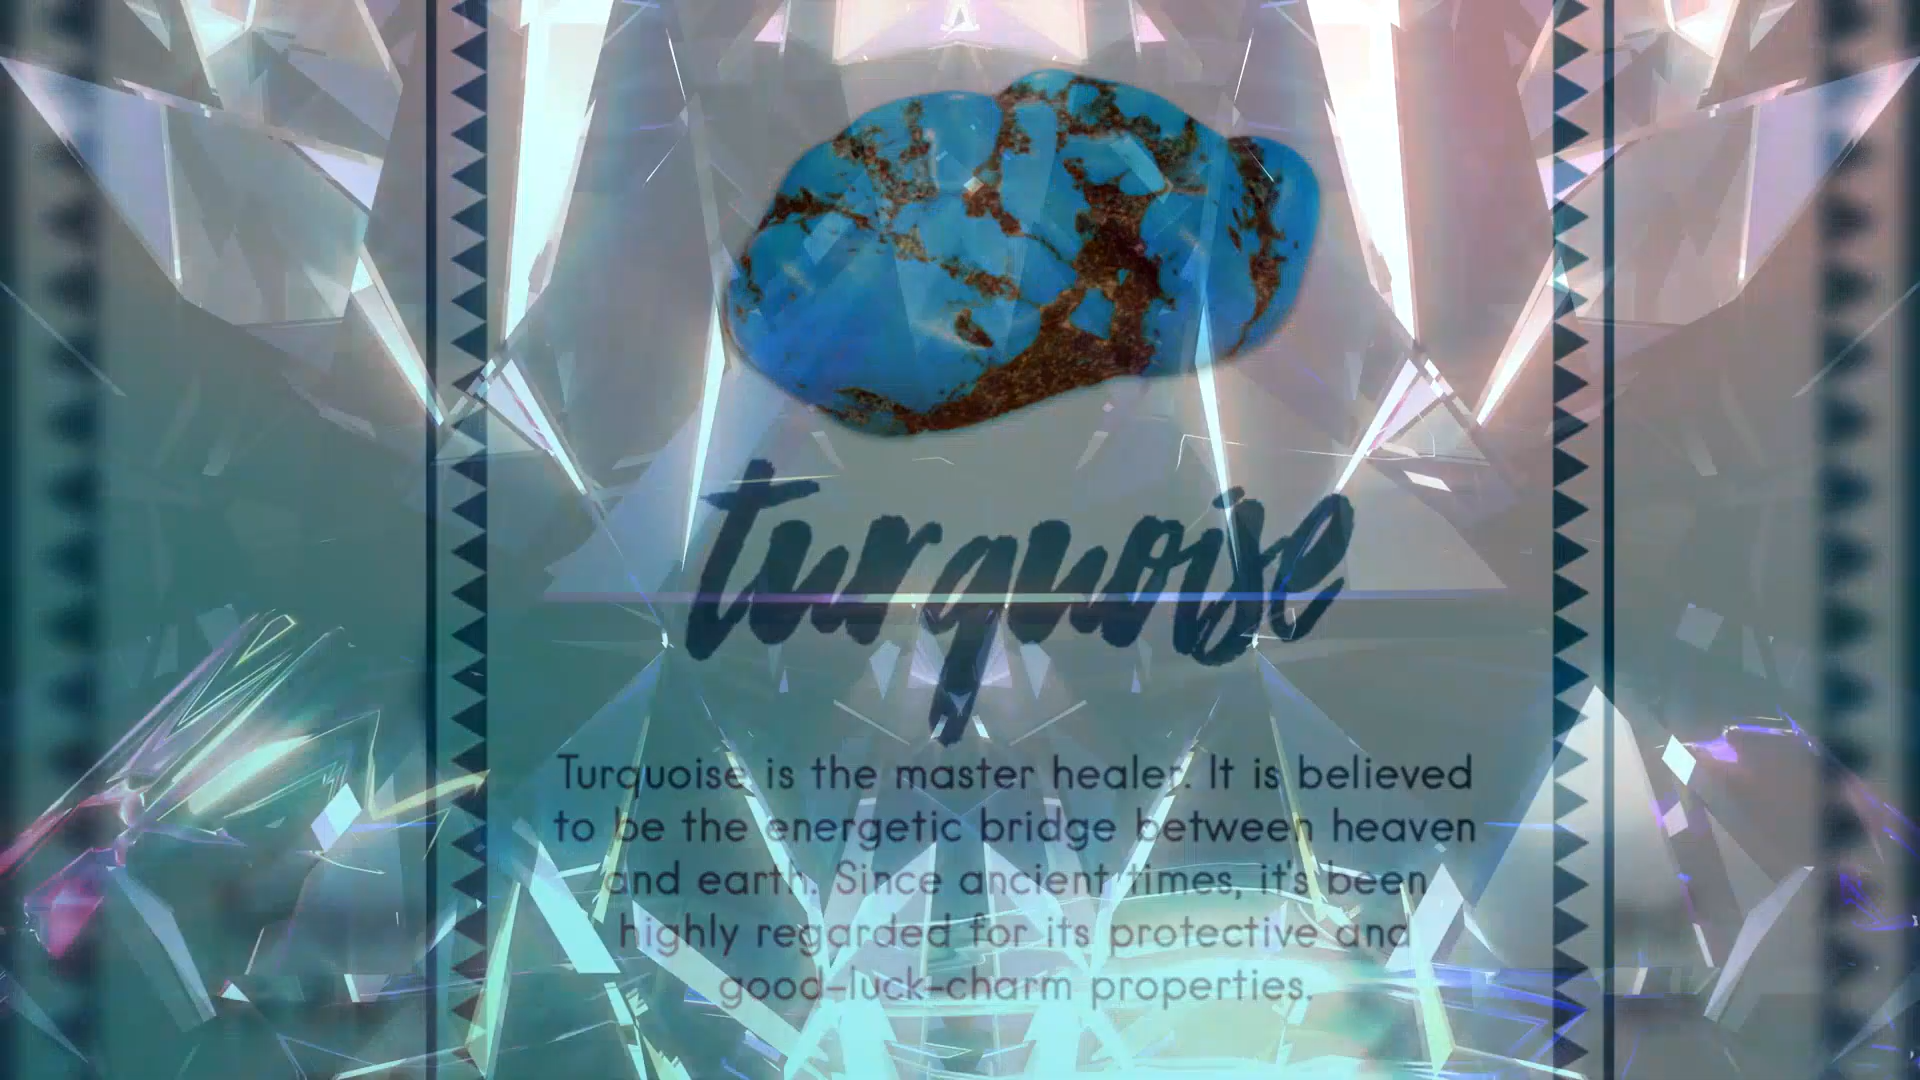 turquoise
Turquoise is the master healer. It is believed
to be the energetic bridge between heaven
and earth. Since ancient times, it's been
highly regarded for its protective and
good-luck-charm properties.